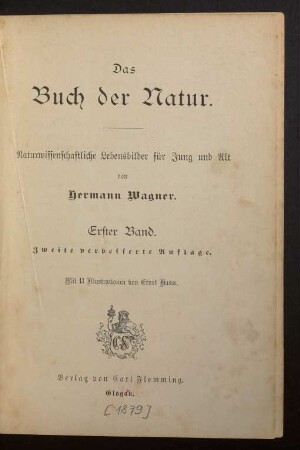 Das
Buch der Natur.
Naturwissenschaftliche Lebensbilder für Jung und Alt
von
Hermann Wagner.
Erster Band.
Zweite verbesserte Auflage.
Mit 11 Illustrationen von Ernst
Verlag von Carl Flemming.
Glogau.
[1879]